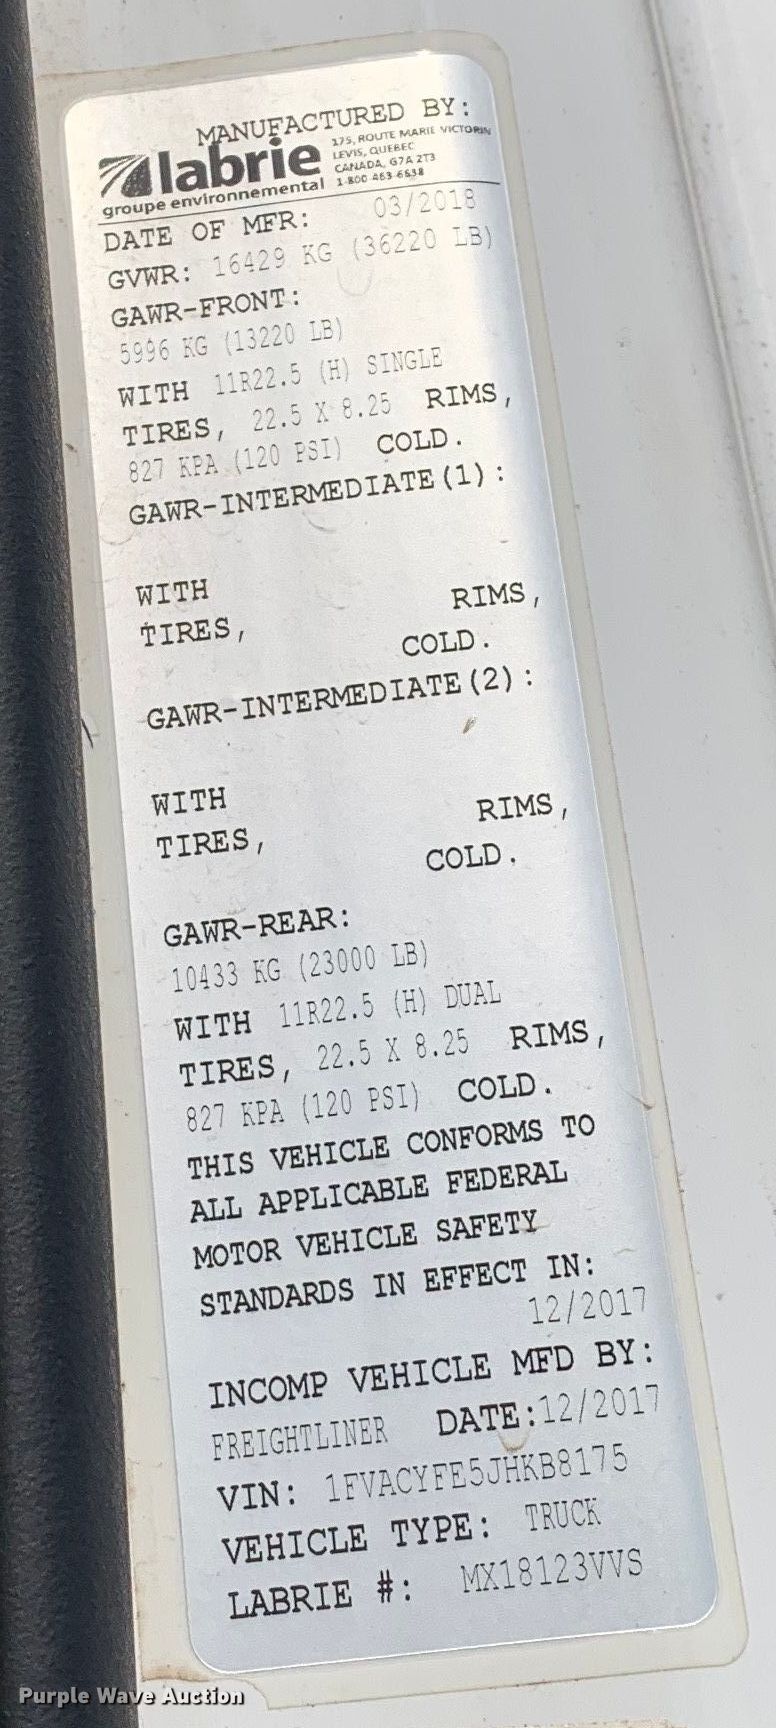 MANUFACTURED BY:
labrie
groupe environnemental
175, ROUTE MARIE VICTORIN
LEVIS, QUEBEC
CANADA, G7A 2T3
1-800 463-6638
DATE OF MFR: 03/2018
GVWR: 16429 KG (36220 LB)
GAWR-FRONT:
5996 KG (13220 LB)
WITH 11R22.5 (H) SINGLE
TIRES, 22.5 X 8.25 RIMS,
827 KPA (120 PSI) COLD.
GAWR-INTERMEDIATE(1):
WITH
TIRES, RIMS,
COLD.
GAWR-INTERMEDIATE(2):
WITH
TIRES, RIMS,
COLD.
GAWR-REAR:
10433 KG (23000 LB)
WITH 11R22.5 (H) DUAL
TIRES, 22.5 X 8.25 RIMS,
827 KPA (120 PSI) COLD.
THIS VEHICLE CONFORMS TO
ALL APPLICABLE FEDERAL
MOTOR VEHICLE SAFETY
STANDARDS IN EFFECT IN:
12/2017
INCOMP VEHICLE MFD BY:
FREIGHTLINER DATE:12/2017
VIN: 1FVACYFE5JHKB8175
VEHICLE TYPE: TRUCK
LABRIE #: MX18123VVS
Purple Wave Auction